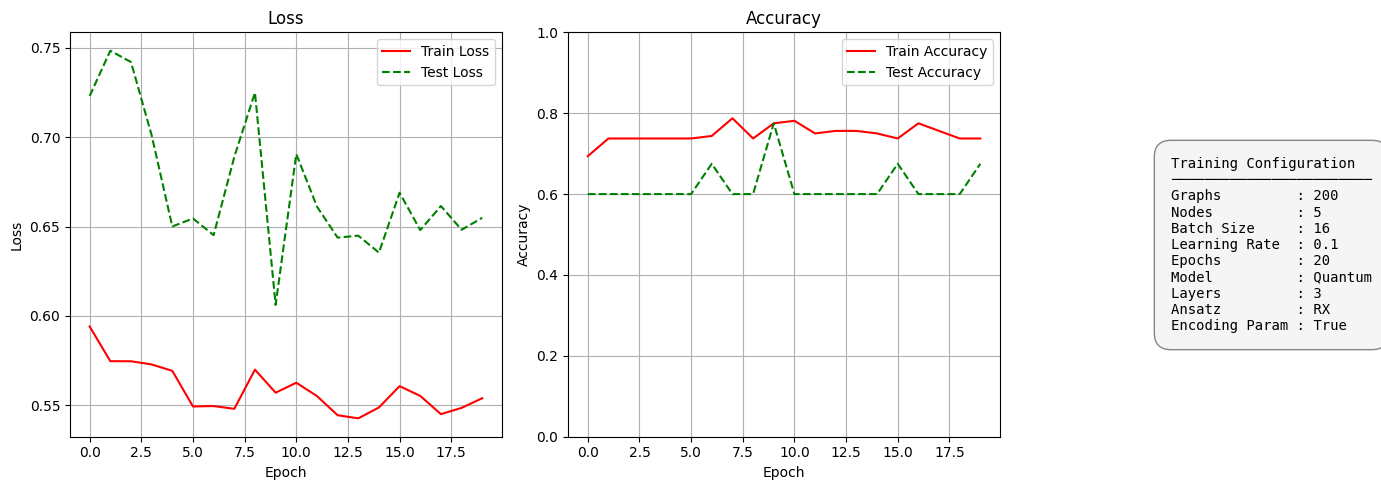 Loss
0.75
0.70
0.65
0.60
0.55
Loss
0.0 2.5 5.0 7.5 10.0 12.5 15.0 17.5
Epoch
Train Loss
Test Loss
Accuracy
1.0
0.8
0.6
0.4
0.2
0.0
Accuracy
0.0 2.5 5.0 7.5 10.0 12.5 15.0 17.5
Epoch
Train Accuracy
Test Accuracy
Training Configuration
Graphs : 200
Nodes : 5
Batch Size : 16
Learning Rate : 0.1
Epochs : 20
Model : Quantum
Layers : 3
Ansatz : RX
Encoding Param : True